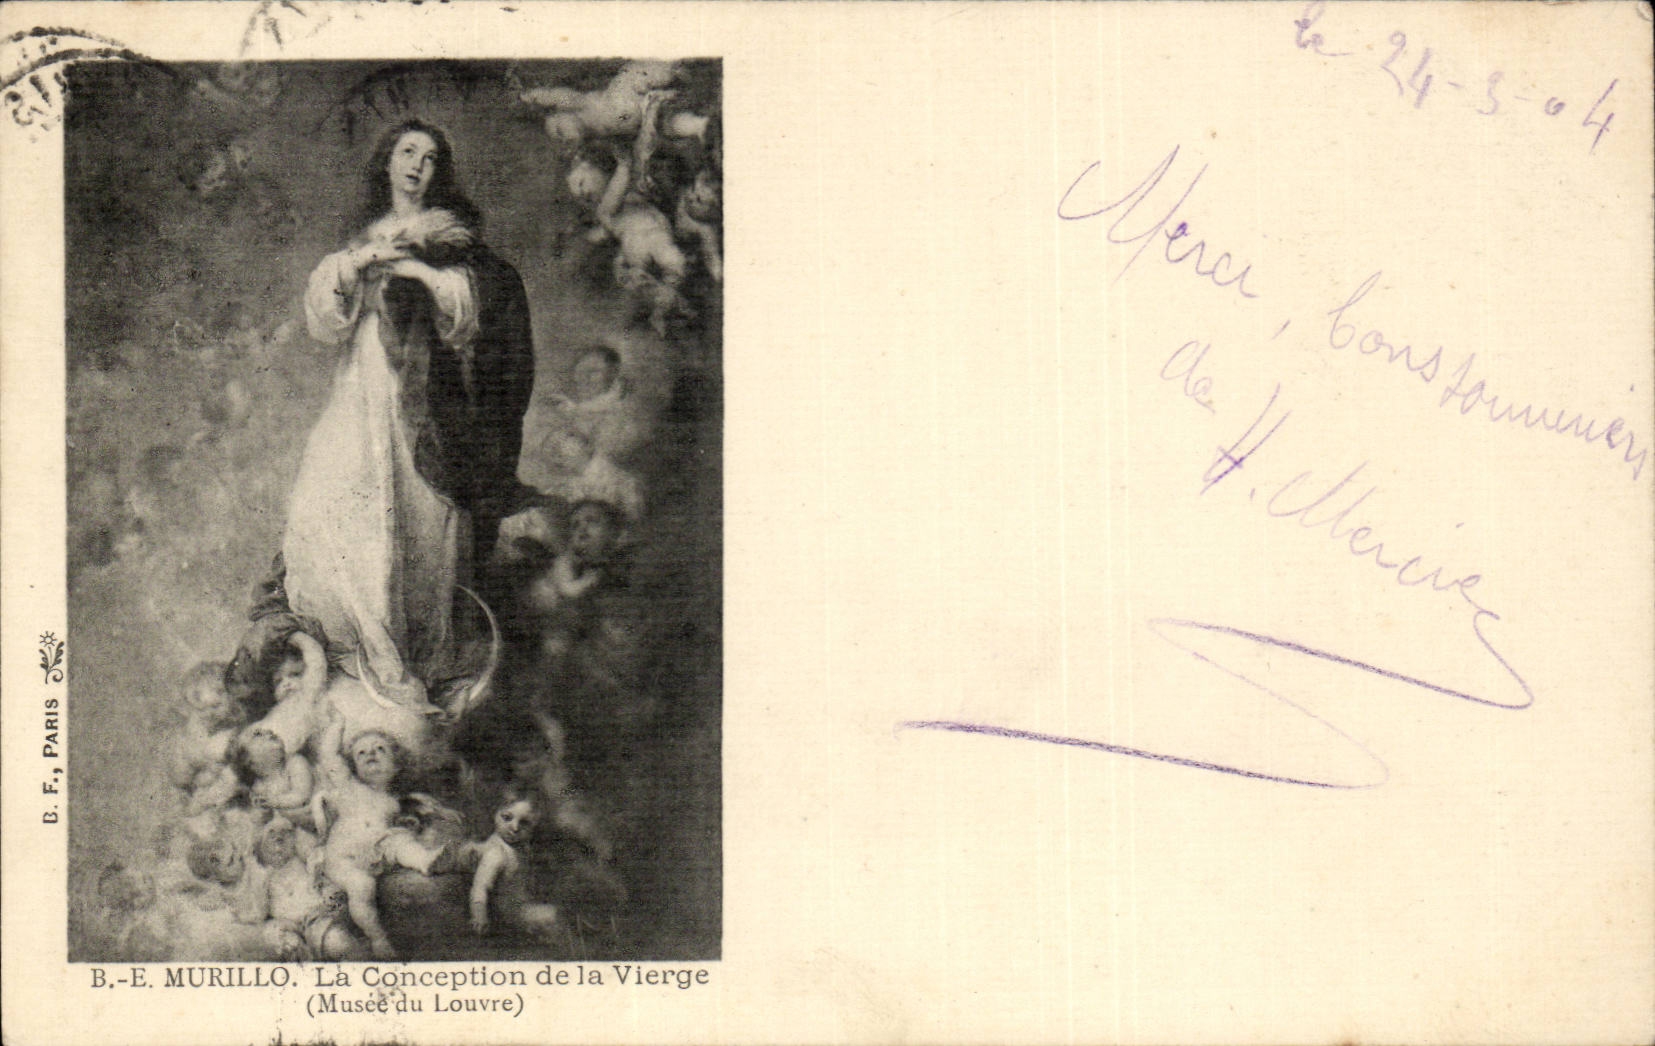 le 24-3-04
Merci, bons souvenirs
de H. Mercier
B. F., PARIS
B.-E. MURILLO. La Conception de la Vierge
(Musée du Louvre)